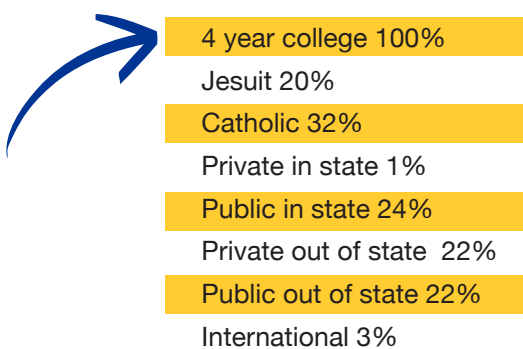 4 year college 100%
Jesuit 20%
Catholic 32%
Private in state 1%
Public in state 24%
Private out of state 22%
Public out of state 22%
International 3%